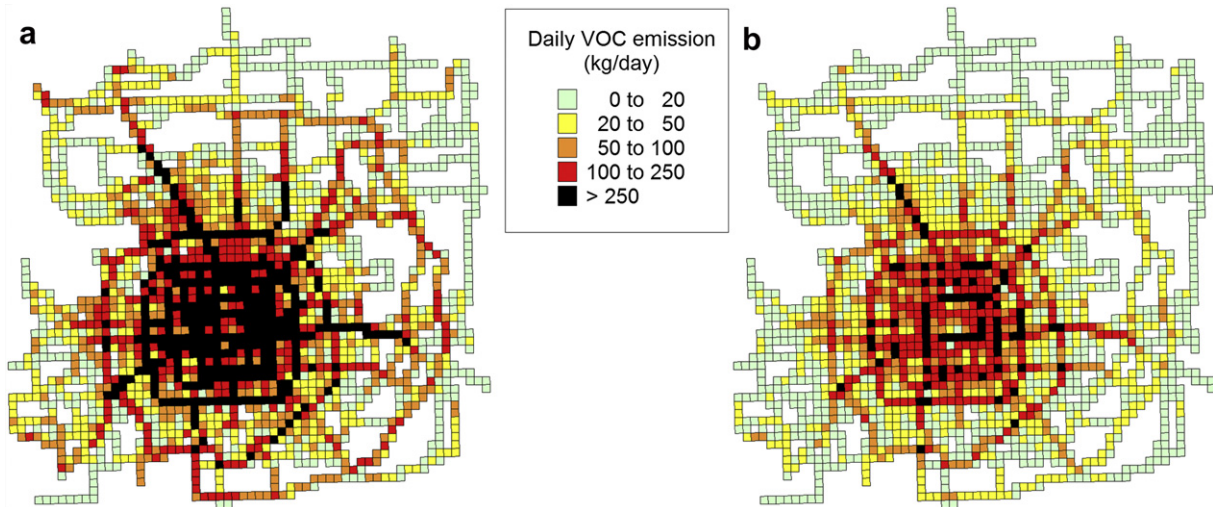 a
Daily VOC emission
(kg/day)
0 to 20
20 to 50
50 to 100
100 to 250
> 250
b